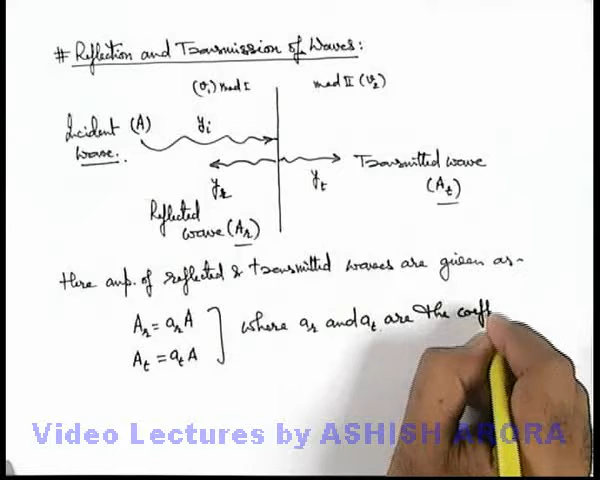 # Reflection and Transmission of Waves:
(v₁) med I med II (v₂)
Incident (A) yᵢ
Wave.
Transmitted wave
yᵣ yₜ (Aₜ)
Reflected
wave (Aᵣ)
Here amp. of reflected & transmitted waves are given as-
Aᵣ = aᵣA
Aₜ = aₜA
where aᵣ and aₜ are the coeff
Video Lectures by ASHISH ARORA